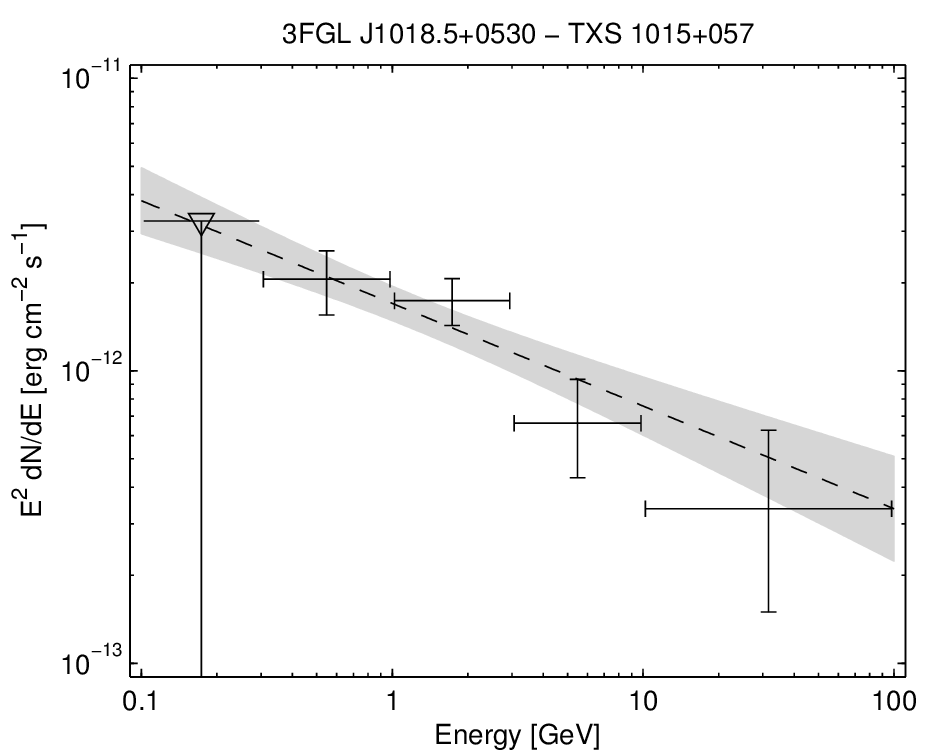 3FGL J1018.5+0530 − TXS 1015+057
10⁻¹¹
10⁻¹²
10⁻¹³
E² dN/dE [erg cm⁻² s⁻¹]
0.1 1 10 100
Energy [GeV]